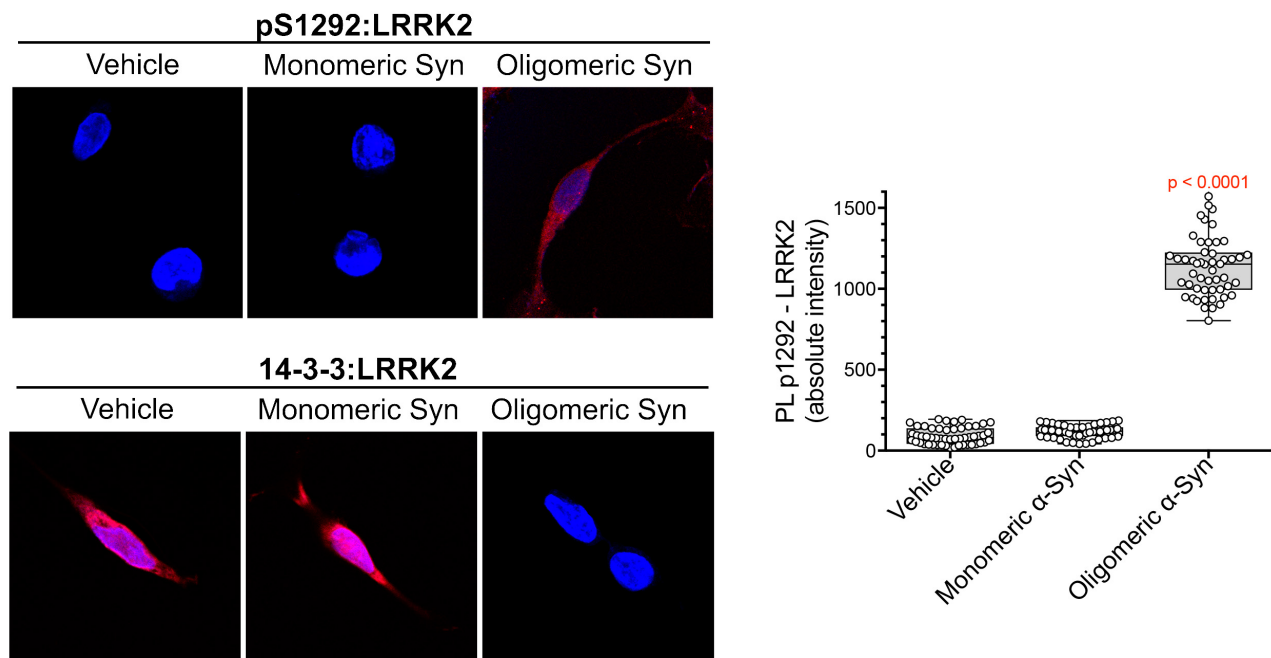 pS1292:LRRK2
Vehicle Monomeric Syn Oligomeric Syn
14-3-3:LRRK2
Vehicle Monomeric Syn Oligomeric Syn
p < 0.0001
PL p1292 - LRRK2
(absolute intensity)
1500
1000
500
0
Vehicle
Monomeric α-Syn
Oligomeric α-Syn